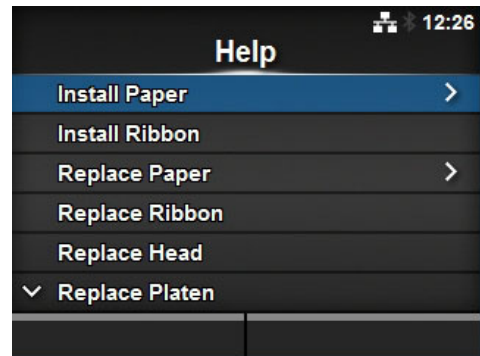 12:26
Help
Install Paper
Install Ribbon
Replace Paper
Replace Ribbon
Replace Head
Replace Platen